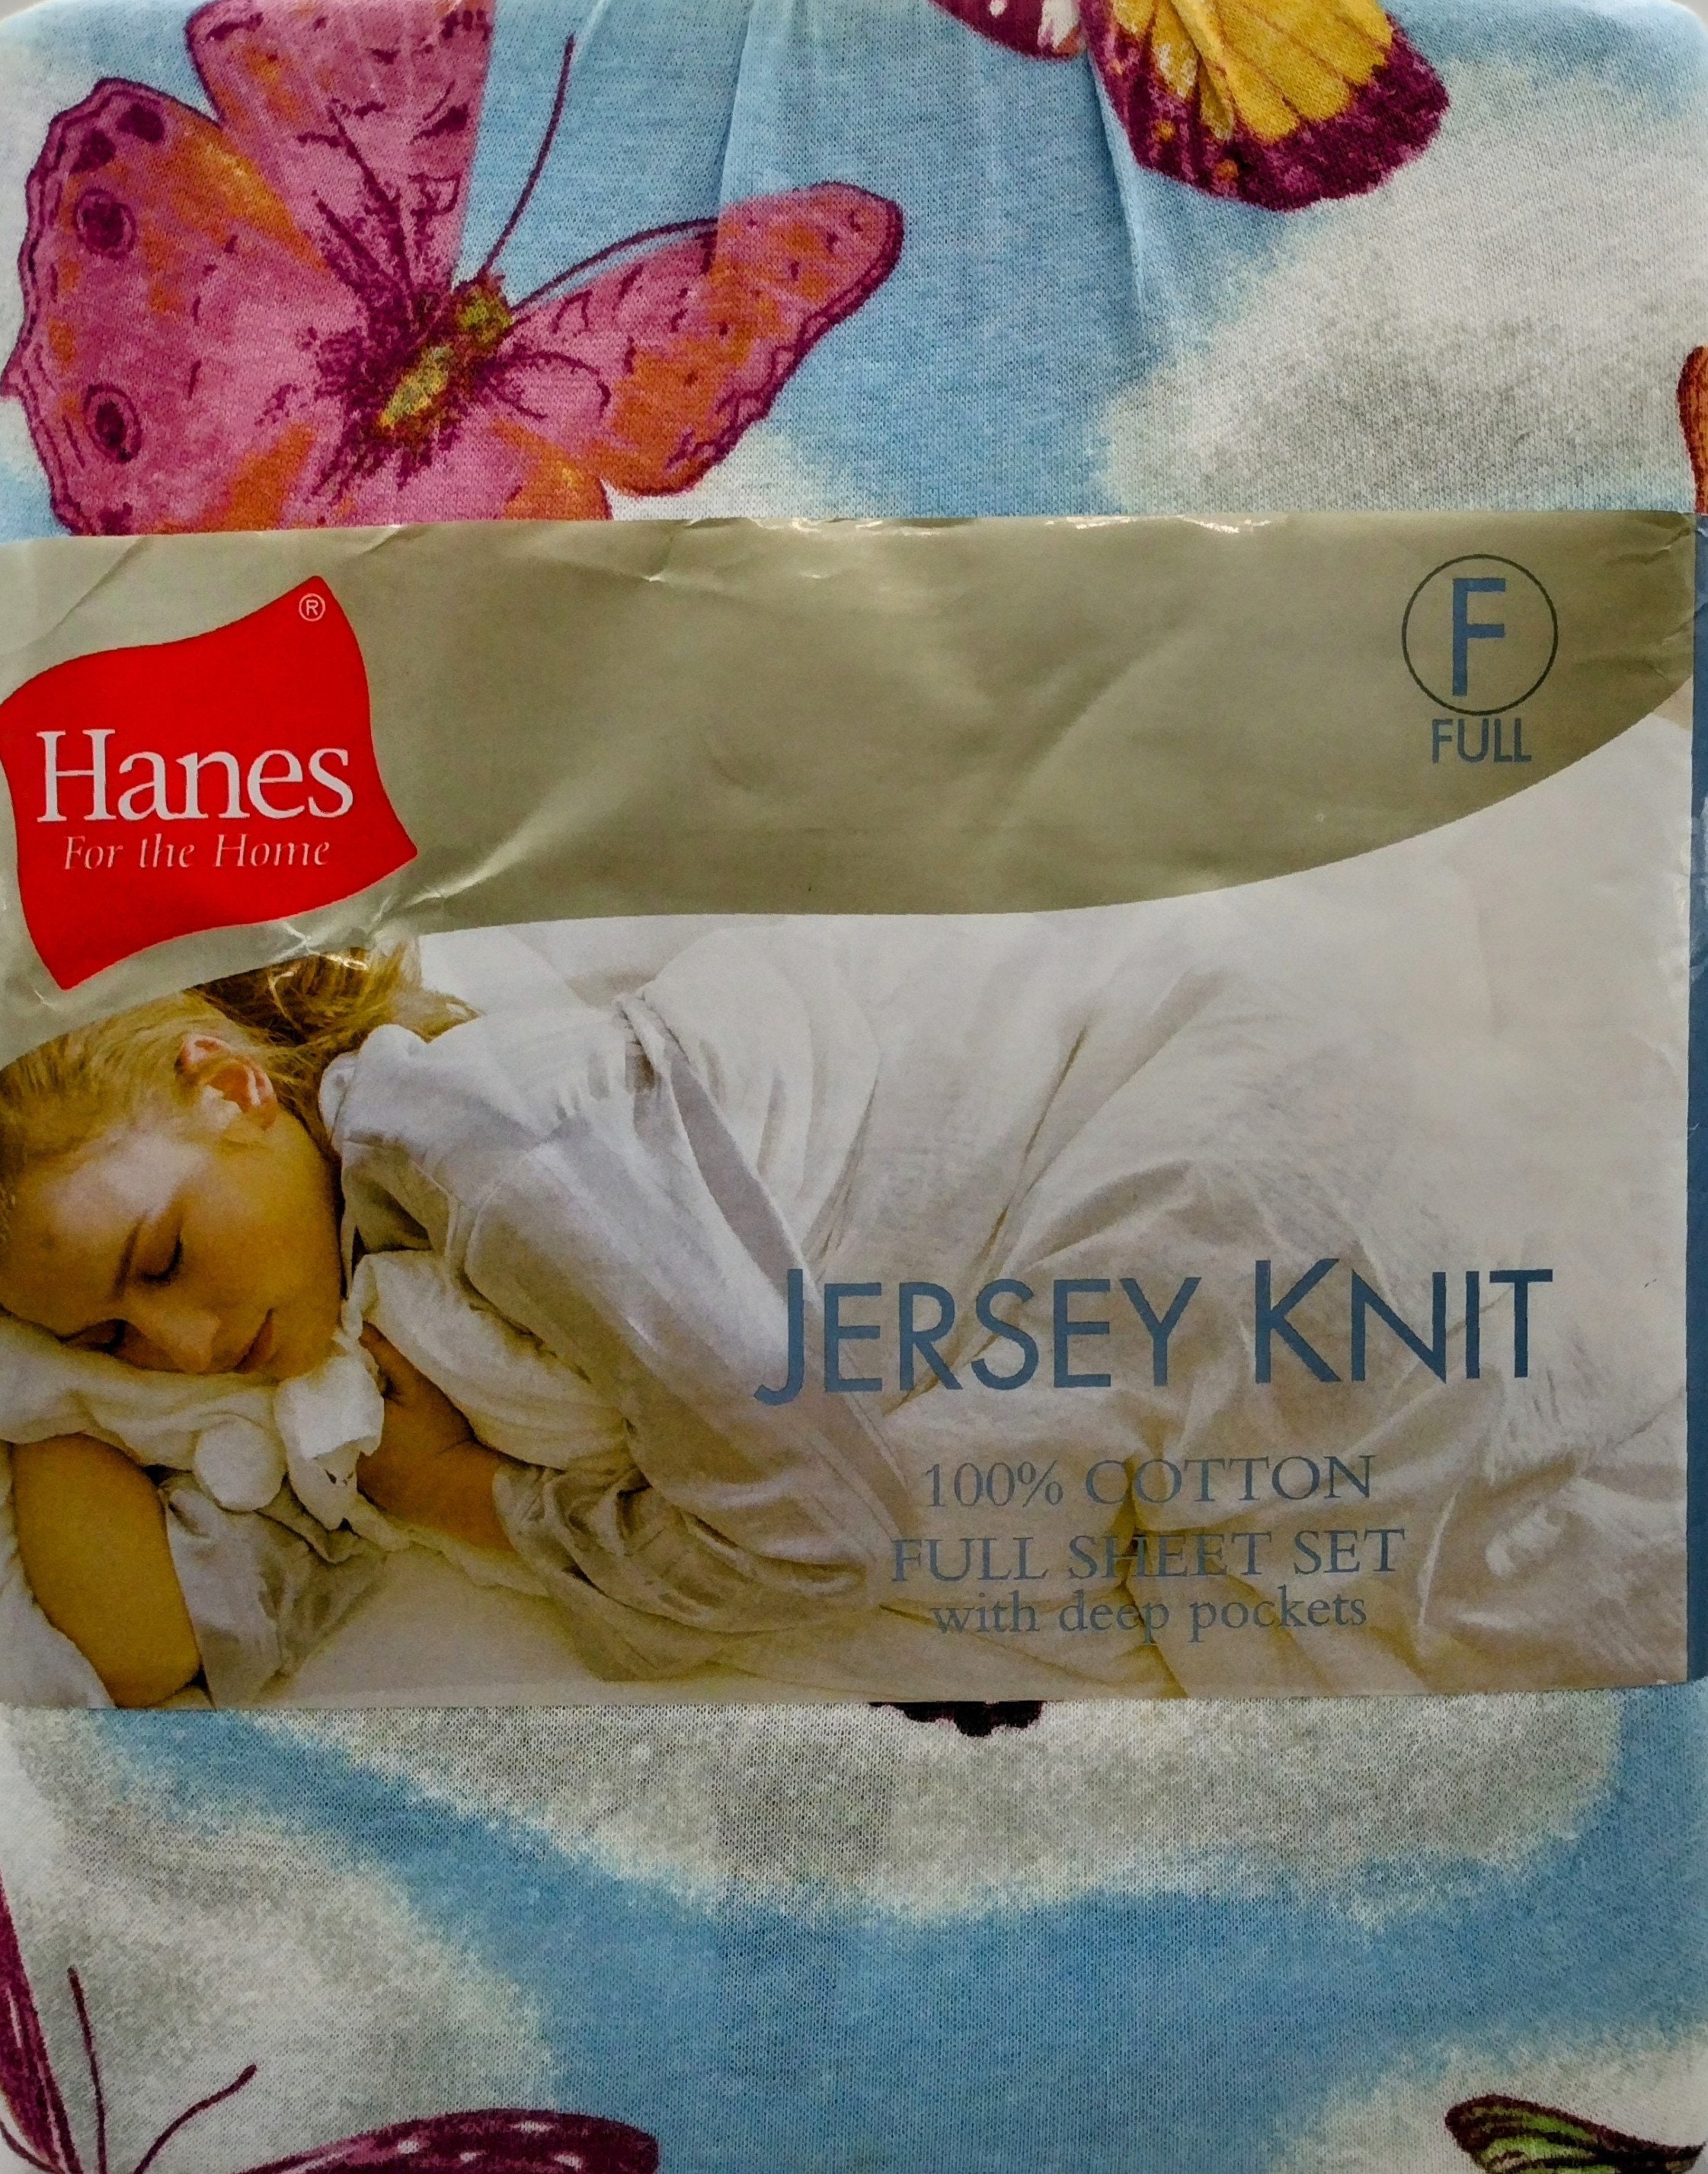 ®
Hanes
For the Home
F
FULL
JERSEY KNIT
100% COTTON
FULL SHEET SET
with deep pockets